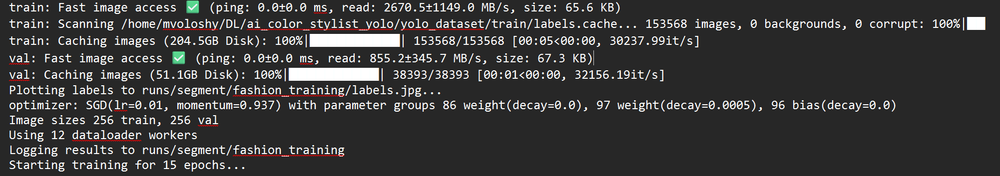 train: Fast image access ✅ (ping: 0.0±0.0 ms, read: 2670.5±1149.0 MB/s, size: 65.6 KB)
train: Scanning /home/mvoloshy/DL/ai_color_stylist_yolo/yolo_dataset/train/labels.cache... 153568 images, 0 backgrounds, 0 corrupt: 100%|███
train: Caching images (204.5GB Disk): 100%|██████████| 153568/153568 [00:05<00:00, 30237.99it/s]
val: Fast image access ✅ (ping: 0.0±0.0 ms, read: 855.2±345.7 MB/s, size: 67.3 KB)
val: Caching images (51.1GB Disk): 100%|██████████| 38393/38393 [00:01<00:00, 32156.19it/s]
Plotting labels to runs/segment/fashion_training/labels.jpg...
optimizer: SGD(lr=0.01, momentum=0.937) with parameter groups 86 weight(decay=0.0), 97 weight(decay=0.0005), 96 bias(decay=0.0)
Image sizes 256 train, 256 val
Using 12 dataloader workers
Logging results to runs/segment/fashion_training
Starting training for 15 epochs...